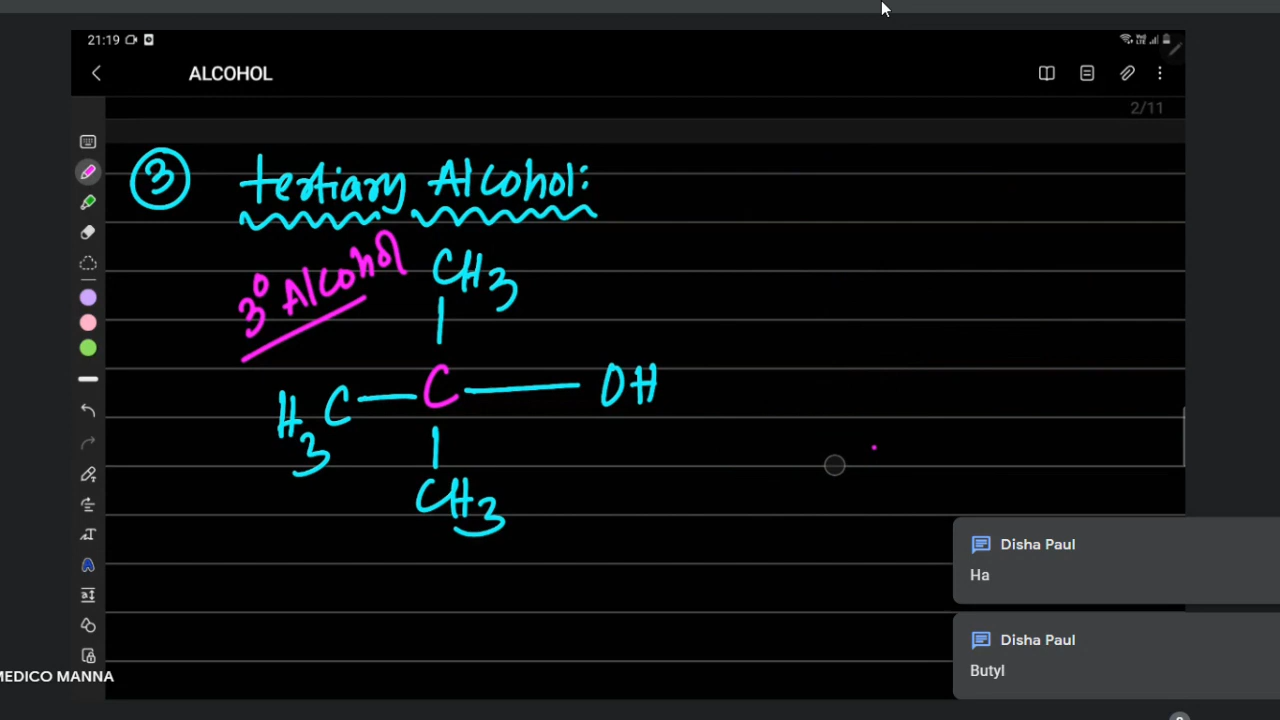 21:19
ALCOHOL
2/11
3 tertiary Alcohol:
3° Alcohol
CH3
|
H3C — C — OH
|
CH3
Disha Paul
Ha
Disha Paul
Butyl
MEDICO MANNA